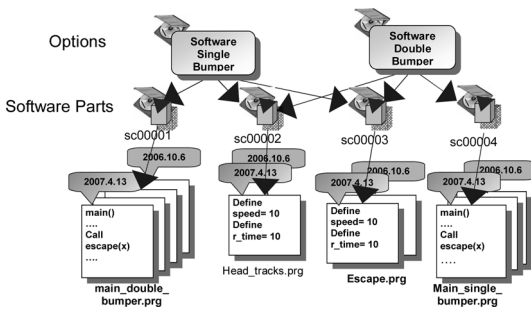 Options
Software
Single
Bumper
Software
Double
Bumper
Software Parts
sc00001
sc00002
sc00003
sc00004
2006.10.6
2006.10.6
2006.10.6
2006.10.6
2007.4.13
2007.4.13
2007.4.13
2007.4.13
main()
....
Call
escape(x)
....
Define
speed= 10
Define
r_time= 10
Define
speed= 10
Define
r_time= 10
main()
....
Call
escape(x)
....
main_double_
bumper.prg
Head_tracks.prg
Escape.prg
Main_single_
bumper.prg